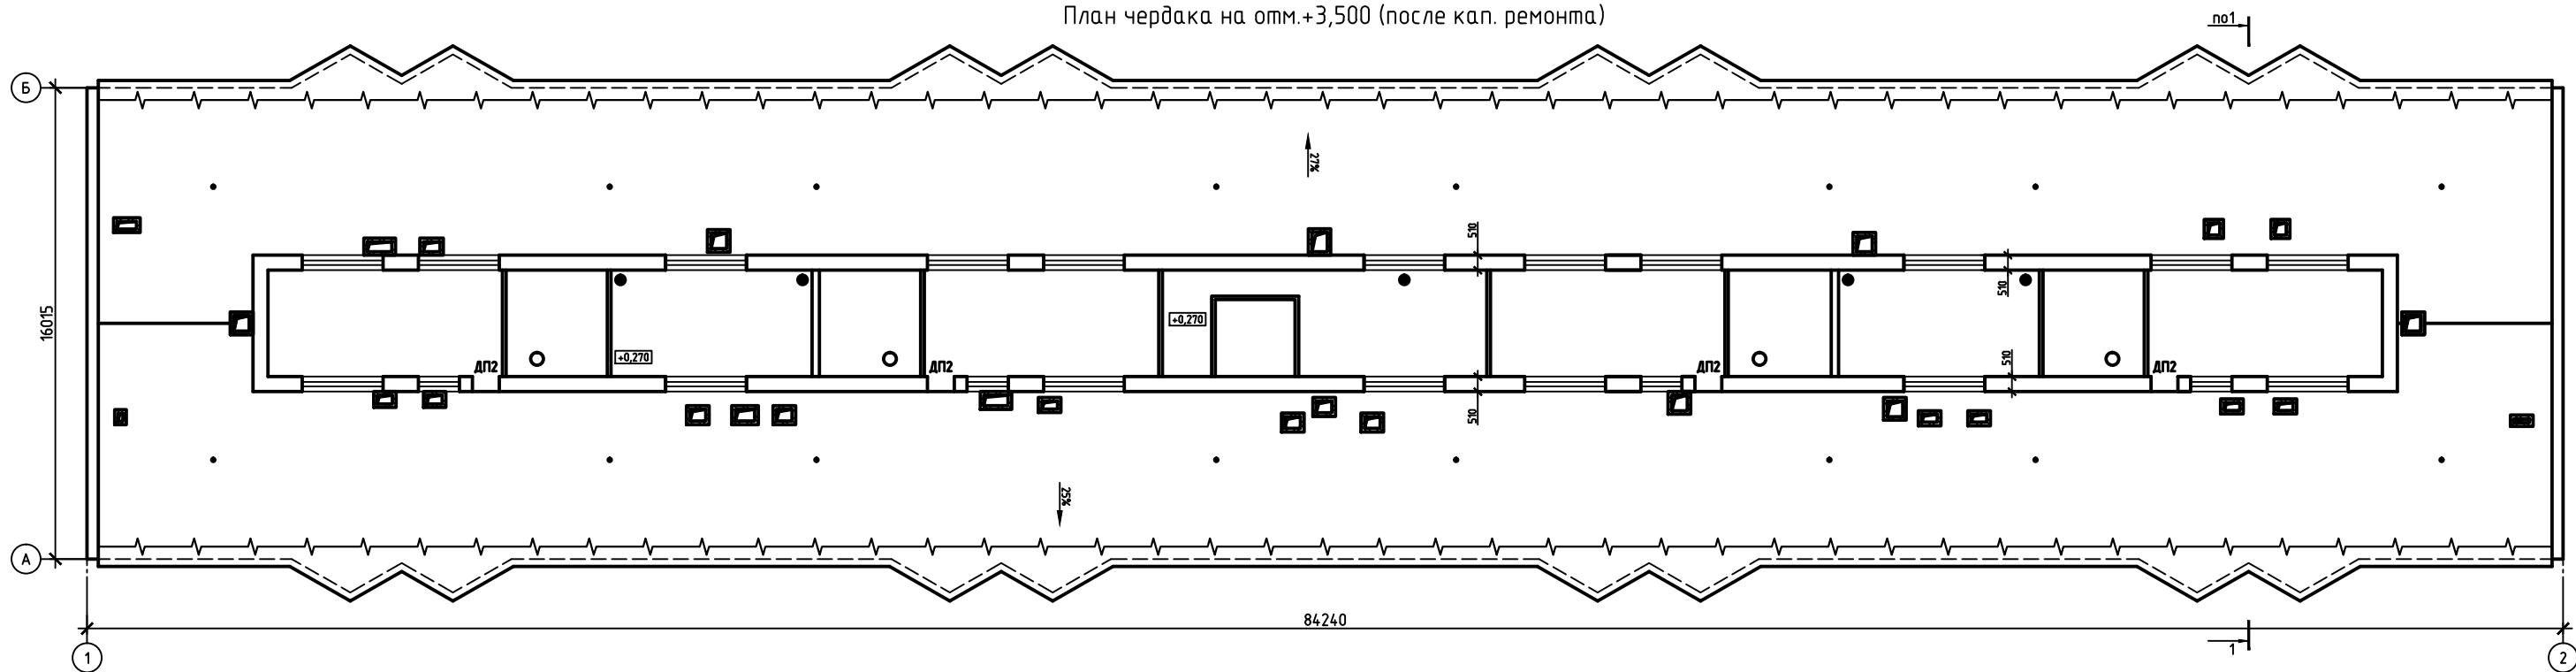 План чердака на отм.+3,500 (после кап. ремонта)
по1
Б
27%
510
510
16015
+0,270
+0,270
510
ДП2
ДП2
ДП2
ДП2
510
25%
А
84240
1
1
2